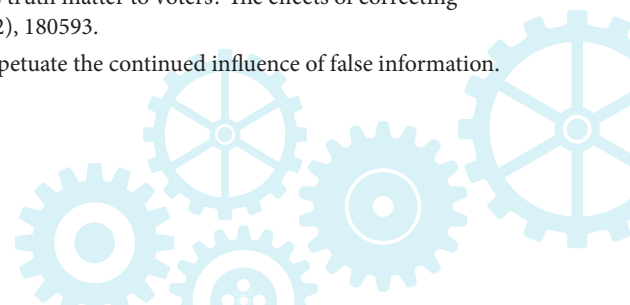 truth matter to voters? The effects of correcting
2), 180593.
petuate the continued influence of false information.